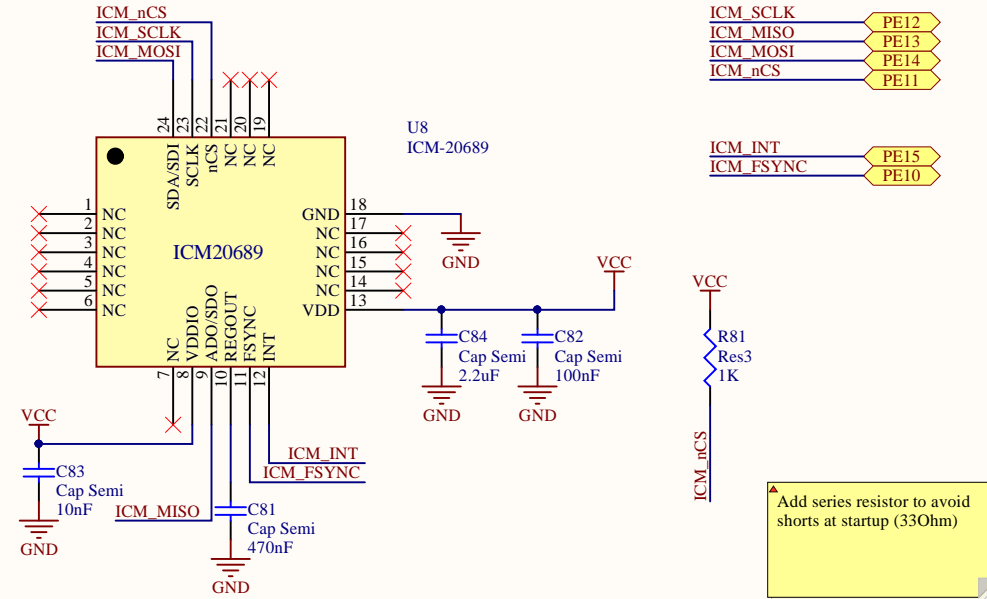 ICM_nCS
ICM_SCLK
ICM_MOSI
24
23
22
21
20
19
SDA/SDI
SCLK
nCS
NC
NC
NC
U8
ICM-20689
ICM20689
1 NC
2 NC
3 NC
4 NC
5 NC
6 NC
GND 18
NC 17
NC 16
NC 15
NC 14
VDD 13
NC
VDDIO
ADO/SDO
REGOUT
FSYNC
INT
7
8
9
10
11
12
GND
VCC
C84
Cap Semi
2.2uF
GND
C82
Cap Semi
100nF
GND
VCC
C83
Cap Semi
10nF
GND
ICM_INT
ICM_FSYNC
ICM_MISO
C81
Cap Semi
470nF
GND
ICM_SCLK PE12
ICM_MISO PE13
ICM_MOSI PE14
ICM_nCS PE11
ICM_INT PE15
ICM_FSYNC PE10
VCC
R81
Res3
1K
ICM_nCS
Add series resistor to avoid
shorts at startup (33Ohm)